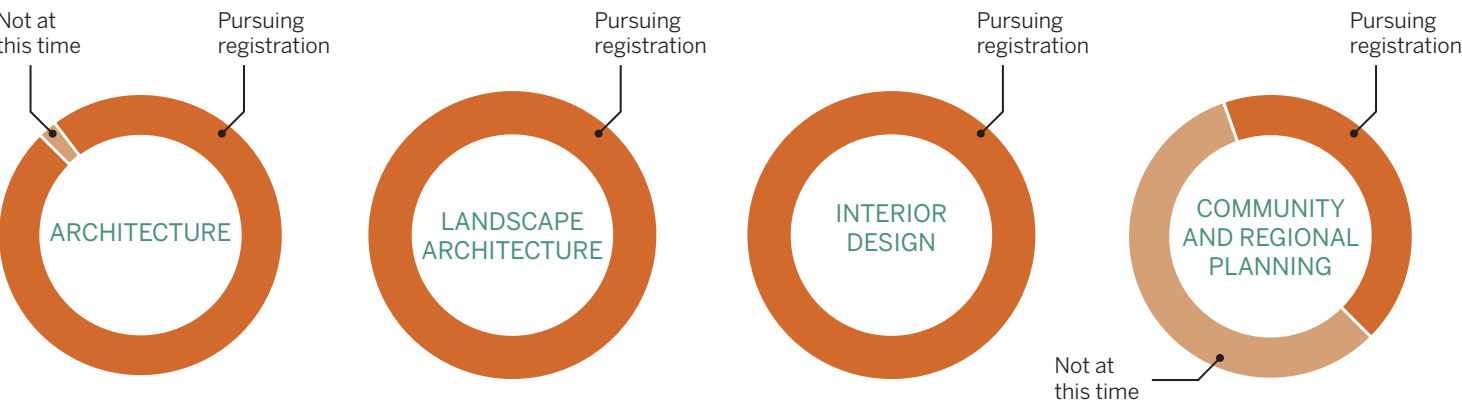 Not at
this time
Pursuing
registration
ARCHITECTURE
Pursuing
registration
LANDSCAPE
ARCHITECTURE
Pursuing
registration
INTERIOR
DESIGN
Pursuing
registration
COMMUNITY
AND REGIONAL
PLANNING
Not at
this time